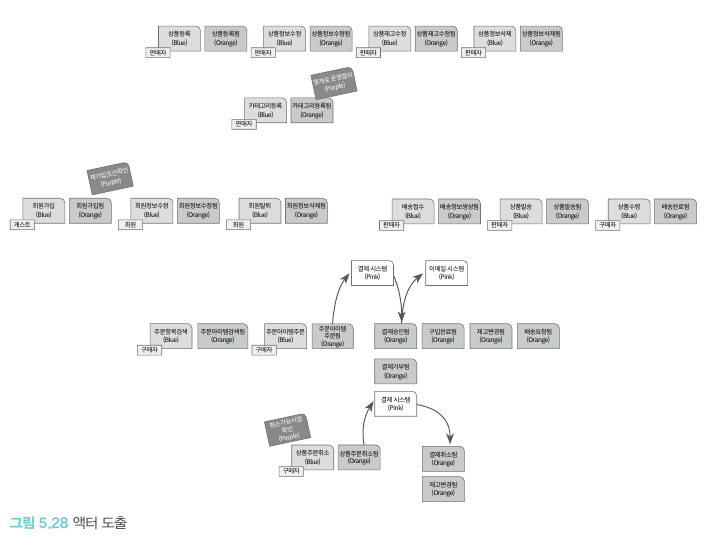 상품등록
(Blue)
판매자
상품등록됨
(Orange)
상품정보수정
(Blue)
판매자
상품정보수정됨
(Orange)
상품재고수정
(Blue)
판매자
상품재고수정됨
(Orange)
상품정보삭제
(Blue)
판매자
상품정보삭제됨
(Orange)
몇개로 운영할지
(Purple)
카테고리등록
(Blue)
판매자
카테고리등록됨
(Orange)
재가입조건확인
(Purple)
회원가입
(Blue)
게스트
회원가입됨
(Orange)
회원정보수정
(Blue)
회원
회원정보수정됨
(Orange)
회원탈퇴
(Blue)
회원
회원정보삭제됨
(Orange)
배송접수
(Blue)
판매자
배송정보생성됨
(Orange)
상품발송
(Blue)
판매자
상품발송됨
(Orange)
상품수령
(Blue)
구매자
배송완료됨
(Orange)
결제 시스템
(Pink)
이메일 시스템
(Pink)
주문항목검색
(Blue)
구매자
주문아이템검색됨
(Orange)
주문아이템주문
(Blue)
구매자
주문아이템
주문됨
(Orange)
결제승인됨
(Orange)
구입완료됨
(Orange)
재고변경됨
(Orange)
배송요청됨
(Orange)
결제거부됨
(Orange)
결제 시스템
(Pink)
취소가능시점
확인
(Purple)
상품주문취소
(Blue)
구매자
상품주문취소됨
(Orange)
결제취소됨
(Orange)
재고변경됨
(Orange)
그림 5.28 액터 도출